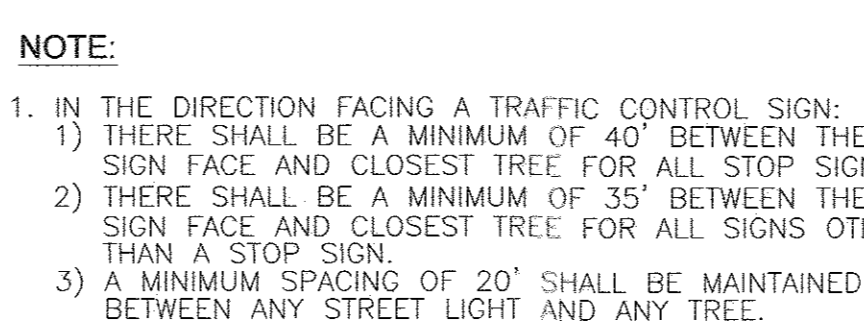 NOTE:
1. IN THE DIRECTION FACING A TRAFFIC CONTROL SIGN:
1) THERE SHALL BE A MINIMUM OF 40' BETWEEN THE
SIGN FACE AND CLOSEST TREE FOR ALL STOP SIGN
2) THERE SHALL BE A MINIMUM OF 35' BETWEEN THE
SIGN FACE AND CLOSEST TREE FOR ALL SIGNS OTH
THAN A STOP SIGN.
3) A MINIMUM SPACING OF 20' SHALL BE MAINTAINED
BETWEEN ANY STREET LIGHT AND ANY TREE.